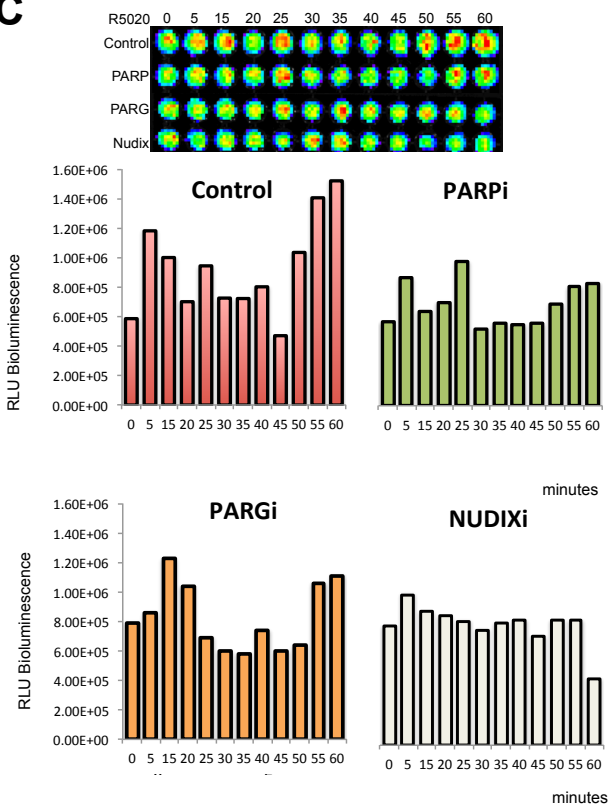 C
R5020 0 5 15 20 25 30 35 40 45 50 55 60
Control
PARP
PARG
Nudix
Control
PARPi
RLU Bioluminescence
1.60E+06
1.40E+06
1.20E+06
1.00E+06
8.00E+05
6.00E+05
4.00E+05
2.00E+05
0.00E+00
0 5 15 20 25 30 35 40 45 50 55 60
0 5 15 20 25 30 35 40 45 50 55 60
minutes
PARGi
NUDIXi
RLU Bioluminescence
1.60E+06
1.40E+06
1.20E+06
1.00E+06
8.00E+05
6.00E+05
4.00E+05
2.00E+05
0.00E+00
0 5 15 20 25 30 35 40 45 50 55 60
0 5 15 20 25 30 35 40 45 50 55 60
minutes